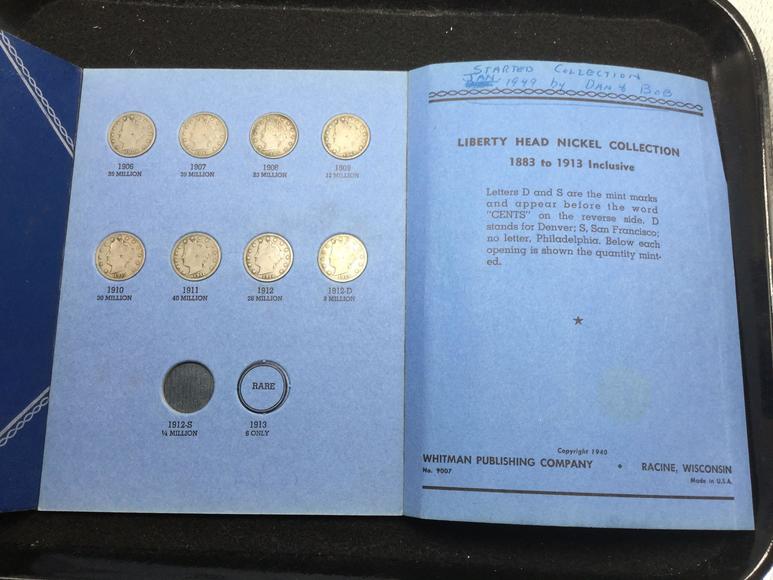 1906
39 MILLION
1907
39 MILLION
1908
23 MILLION
1909
12 MILLION
1910
30 MILLION
1911
40 MILLION
1912
26 MILLION
1912-D
8 MILLION
1912-S
¼ MILLION
RARE
1913
6 ONLY
STARTED COLLECTION
JAN 1949 by DAN & BOB
LIBERTY HEAD NICKEL COLLECTION
1883 to 1913 Inclusive
Letters D and S are the mint marks
and appear before the word
"CENTS" on the reverse side. D
stands for Denver; S, San Francisco;
no letter, Philadelphia. Below each
opening is shown the quantity mint-
ed.
Copyright 1940
WHITMAN PUBLISHING COMPANY • RACINE, WISCONSIN
No. 9007
Made in U.S.A.